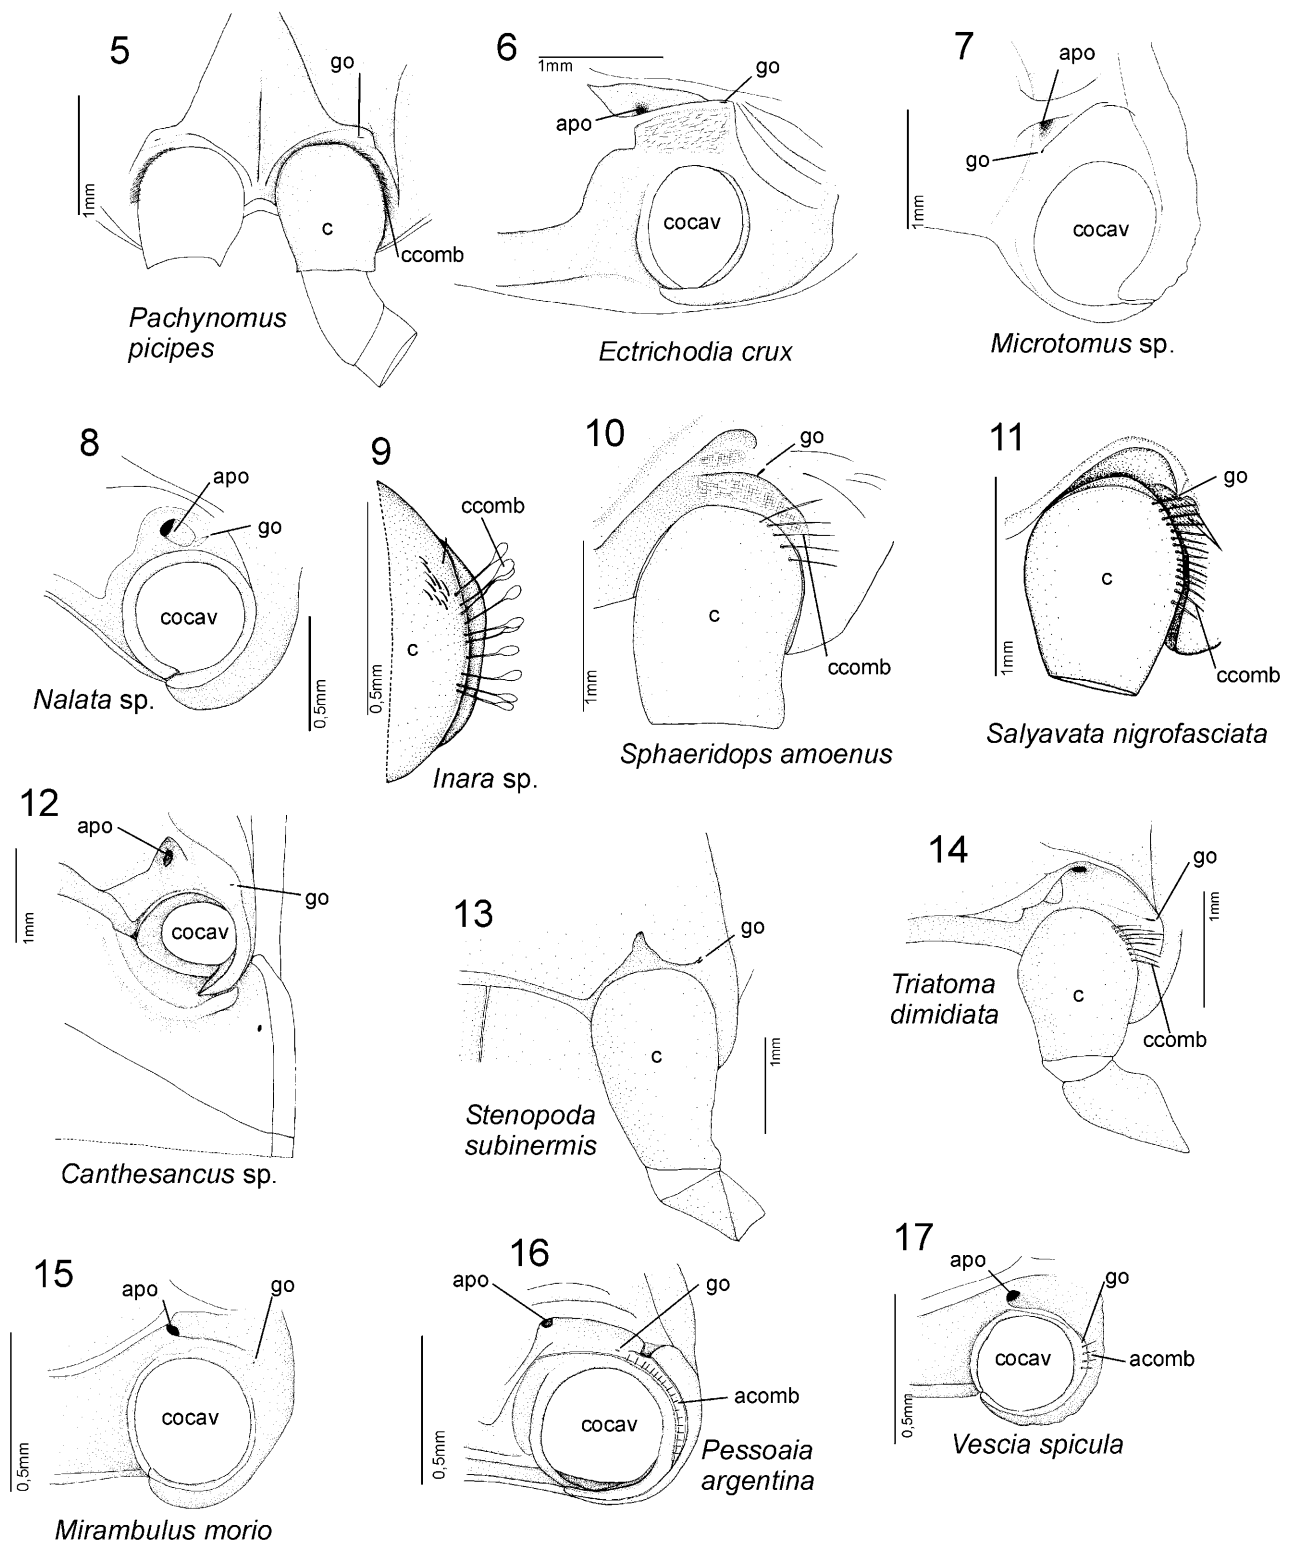 5
go
1mm
c
ccomb
Pachynomus
picipes
6
1mm
go
apo
cocav
Ectrichodia crux
7
apo
go
1mm
cocav
Microtomus sp.
8
apo
go
cocav
0,5mm
Nalata sp.
9
ccomb
c
0,5mm
Inara sp.
10
go
c
1mm
ccomb
Sphaeridops amoenus
11
go
c
1mm
ccomb
Salyavata nigrofasciata
12
apo
go
1mm
cocav
Canthesancus sp.
13
go
c
1mm
Stenopoda
subinermis
14
go
1mm
c
ccomb
Triatoma
dimidiata
15
apo
go
cocav
0,5mm
Mirambulus morio
16
apo
go
acomb
cocav
0,5mm
Pessoaia
argentina
17
apo
go
cocav
acomb
0,5mm
Vescia spicula